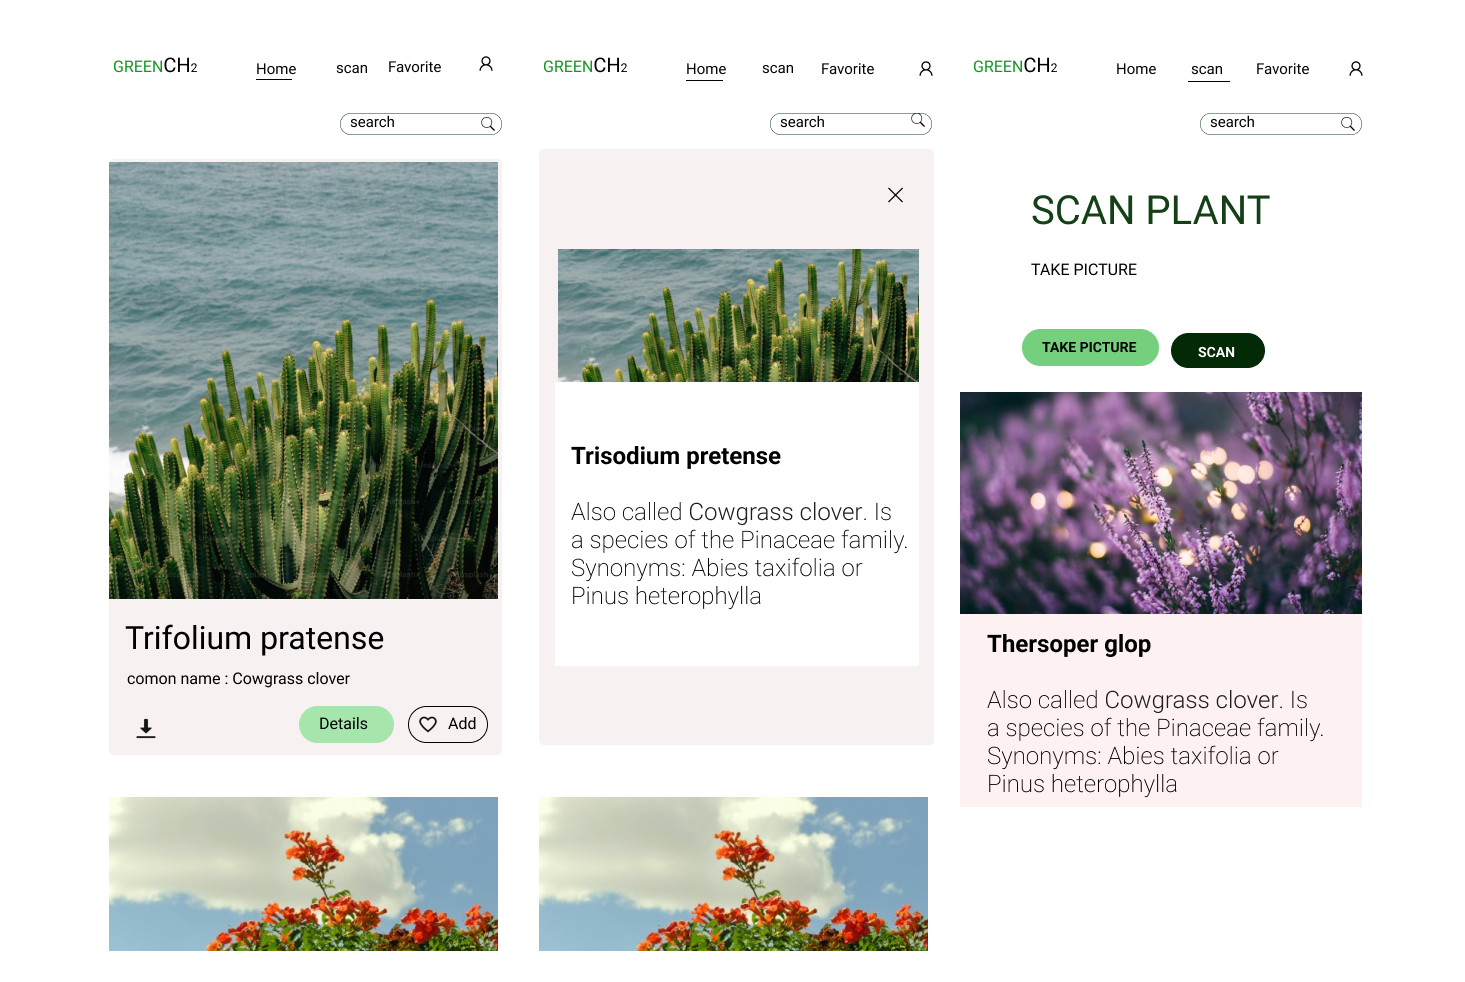 GREENCH2
Home
scan
Favorite
search
Trifolium pratense
comon name : Cowgrass clover
Details
Add
GREENCH2
Home
scan
Favorite
search
Trisodium pretense
Also called Cowgrass clover. Is
a species of the Pinaceae family.
Synonyms: Abies taxifolia or
Pinus heterophylla
GREENCH2
Home
scan
Favorite
search
SCAN PLANT
TAKE PICTURE
TAKE PICTURE
SCAN
Thersoper glop
Also called Cowgrass clover. Is
a species of the Pinaceae family.
Synonyms: Abies taxifolia or
Pinus heterophylla